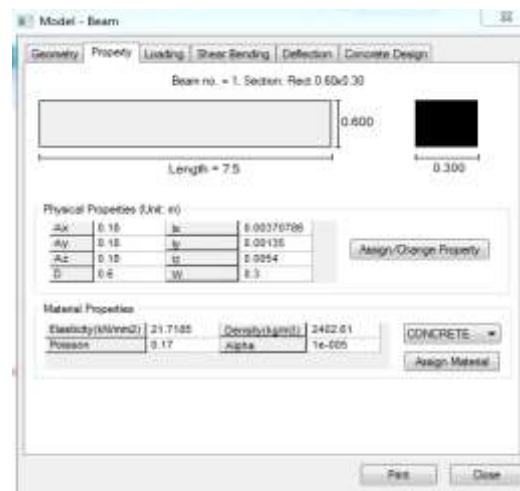 Model - Beam
Geometry Property Loading Shear Bending Deflection Concrete Design
Beam no. = 1. Section: Rect 0.60x0.30
0.600
Length = 7.5
0.300
Physical Properties (Unit: m)
Ax 0.18 Ix 0.00370786
Ay 0.18 Iy 0.00135
Az 0.18 Iz 0.0054
D 0.6 W 0.3
Assign/Change Property
Material Properties
Elasticity(kN/mm2) 21.7185 Density(kg/m3) 2402.61 CONCRETE
Poisson 0.17 Alpha 1e-005
Assign Material
Print Close